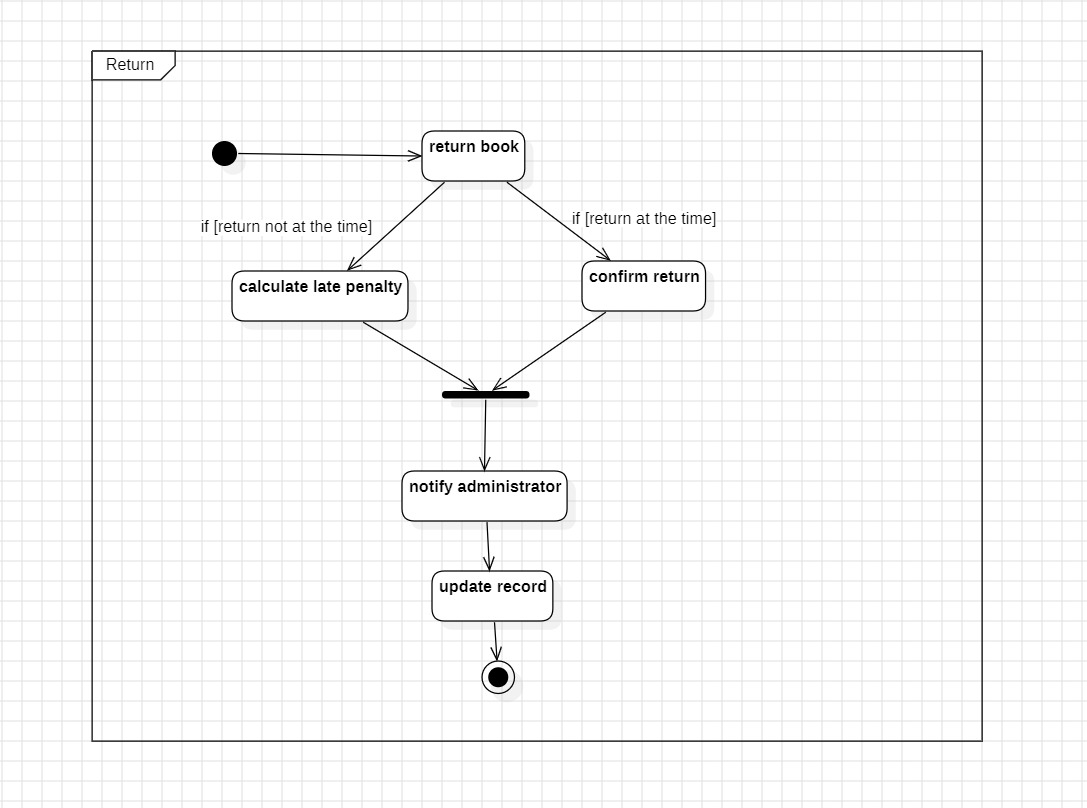 Return
return book
if [return not at the time]
if [return at the time]
calculate late penalty
confirm return
notify administrator
update record